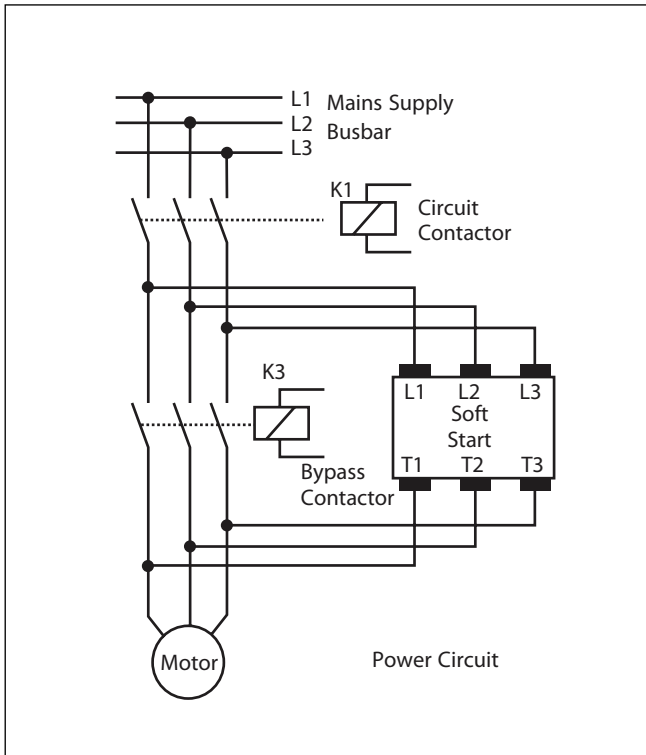 L1 Mains Supply
L2 Busbar
L3
K1
Circuit
Contactor
K3
Bypass
Contactor
L1 L2 L3
Soft
Start
T1 T2 T3
Motor
Power Circuit